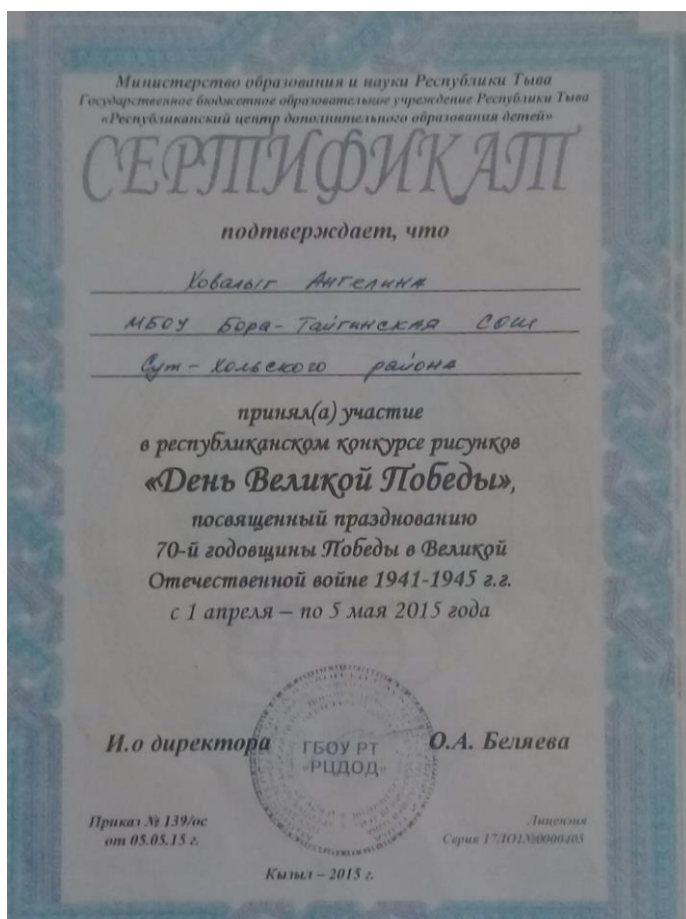 Министерство образования и науки Республики Тыва
Государственное бюджетное образовательное учреждение Республики Тыва
«Республиканский центр дополнительного образования детей»
СЕРТИФИКАТ
подтверждает, что
Ховалыг Ангелина
МБОУ Бора-Тайгинская СОШ
Сут-Хольского района
принял(а) участие
в республиканском конкурсе рисунков
«День Великой Победы»,
посвященный празднованию
70-й годовщины Победы в Великой
Отечественной войне 1941-1945 г.г.
с 1 апреля – по 5 мая 2015 года
И.о директора
О.А. Беляева
ГБОУ РТ
«РЦДОД»
Приказ № 139/ос
от 05.05.15 г.
Лицензия
Серия 17ЛО1№0000405
Кызыл – 2015 г.